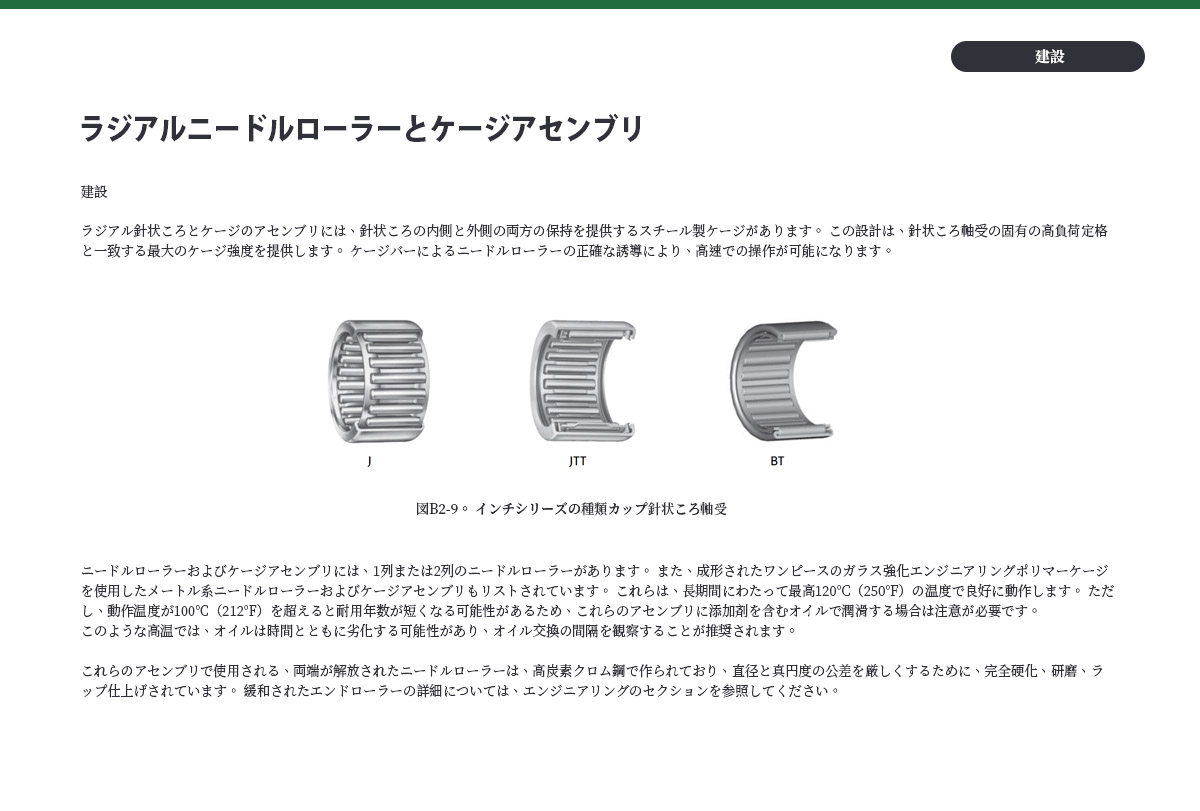 建設
ラジアルニードルローラーとケージアセンブリ
建設
ラジアル針状ころとケージのアセンブリには、針状ころの内側と外側の両方の保持を提供するスチール製ケージがあります。 この設計は、針状ころ軸受の固有の高負荷定格
と一致する最大のケージ強度を提供します。 ケージバーによるニードルローラーの正確な誘導により、高速での操作が可能になります。
J
JTT
BT
図B2-9。 インチシリーズの種類カップ針状ころ軸受
ニードルローラーおよびケージアセンブリには、1列または2列のニードルローラーがあります。 また、成形されたワンピースのガラス強化エンジニアリングポリマーケージ
を使用したメートル系ニードルローラーおよびケージアセンブリもリストされています。 これらは、長期間にわたって最高120℃（250℉）の温度で良好に動作します。 ただ
し、動作温度が100℃（212℉）を超えると耐用年数が短くなる可能性があるため、これらのアセンブリに添加剤を含むオイルで潤滑する場合は注意が必要です。
このような高温では、オイルは時間とともに劣化する可能性があり、オイル交換の間隔を観察することが推奨されます。
これらのアセンブリで使用される、両端が解放されたニードルローラーは、高炭素クロム鋼で作られており、直径と真円度の公差を厳しくするために、完全硬化、研磨、ラ
ップ仕上げされています。 緩和されたエンドローラーの詳細については、エンジニアリングのセクションを参照してください。